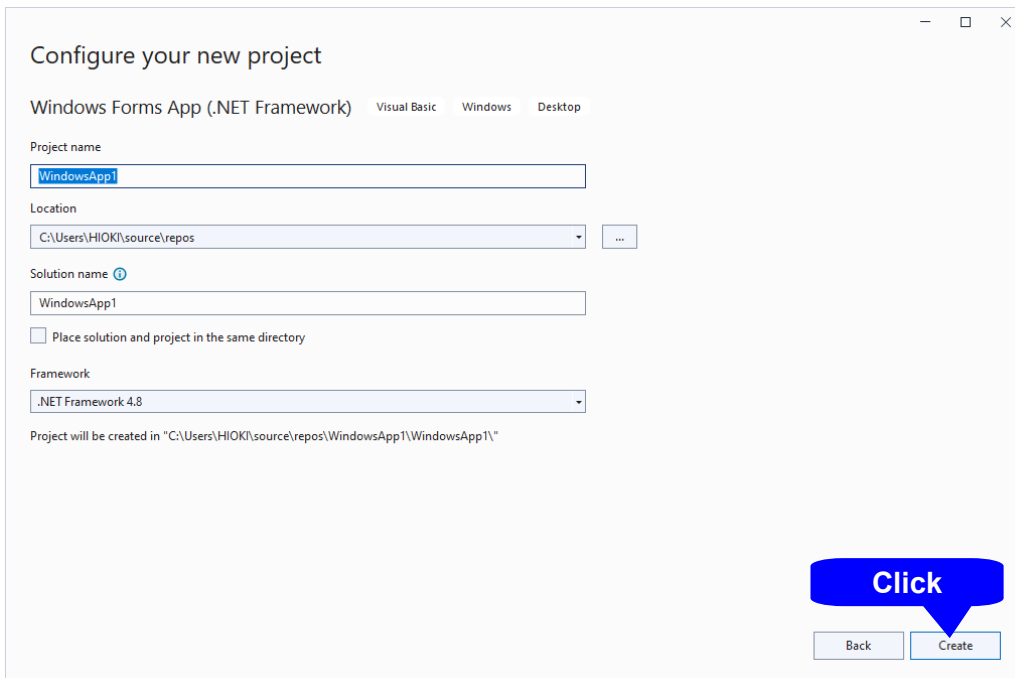 Configure your new project
Windows Forms App (.NET Framework) Visual Basic Windows Desktop
Project name
WindowsApp1
Location
C:\Users\HIOKI\source\repos
...
Solution name
WindowsApp1
Place solution and project in the same directory
Framework
.NET Framework 4.8
Project will be created in "C:\Users\HIOKI\source\repos\WindowsApp1\WindowsApp1\"
Click
Back Create